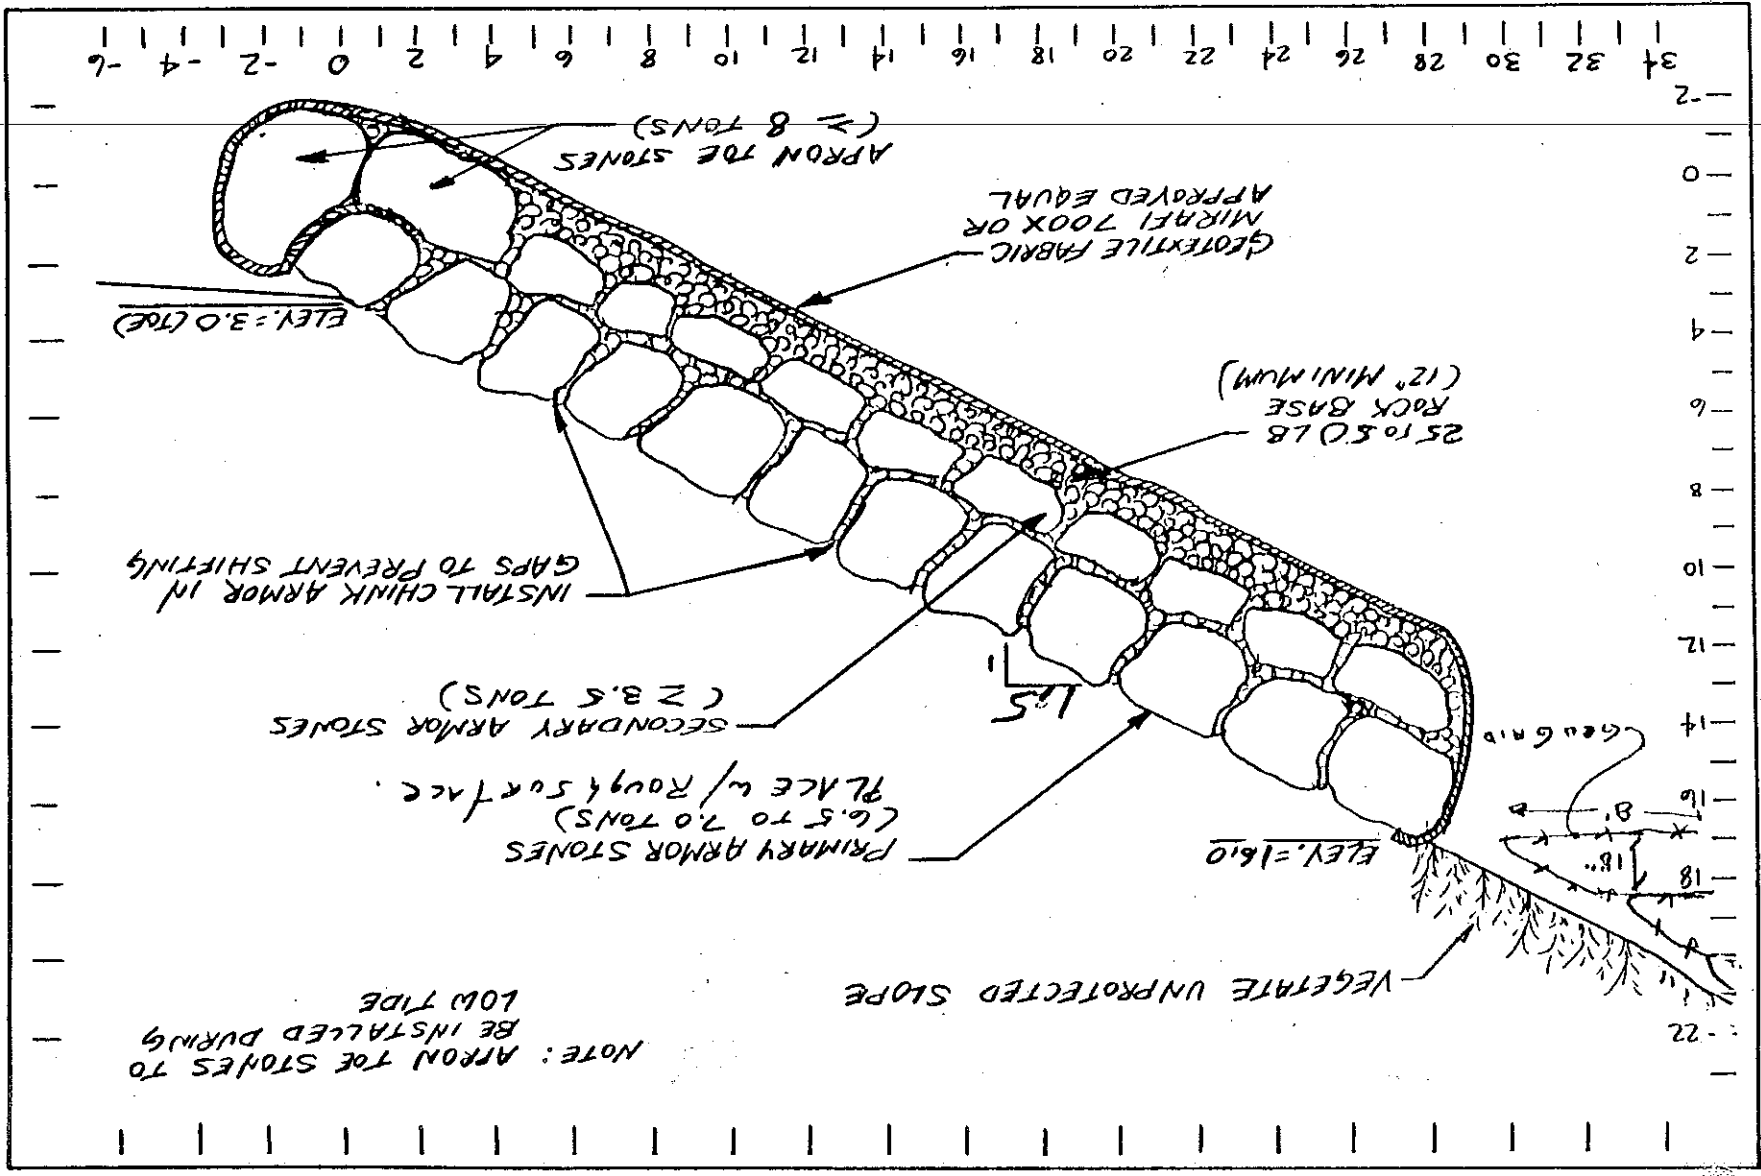 NOTE: APRON TOE STONES TO
BE INSTALLED DURING
LOW TIDE
VEGETATE UNPROTECTED SLOPE
ELEV.=16.0
18"
8'
GEOGRID
PRIMARY ARMOR STONES
(6.5 TO 7.0 TONS)
PLACE w/ ROUGH SURFACE.
SECONDARY ARMOR STONES
(≥ 3.5 TONS)
1.5
1
INSTALL CHINK ARMOR IN
GAPS TO PREVENT SHIFTING
25 TO 50 LB
ROCK BASE
(12" MINIMUM)
ELEV.=3.0 (TOE)
GEOTEXTILE FABRIC
MIRAFI 700X OR
APPROVED EQUAL
APRON TOE STONES
(≥ 8 TONS)
22
18
16
14
12
10
8
6
4
2
0
-2
34 32 30 28 26 24 22 20 18 16 14 12 10 8 6 4 2 0 -2 -4 -6